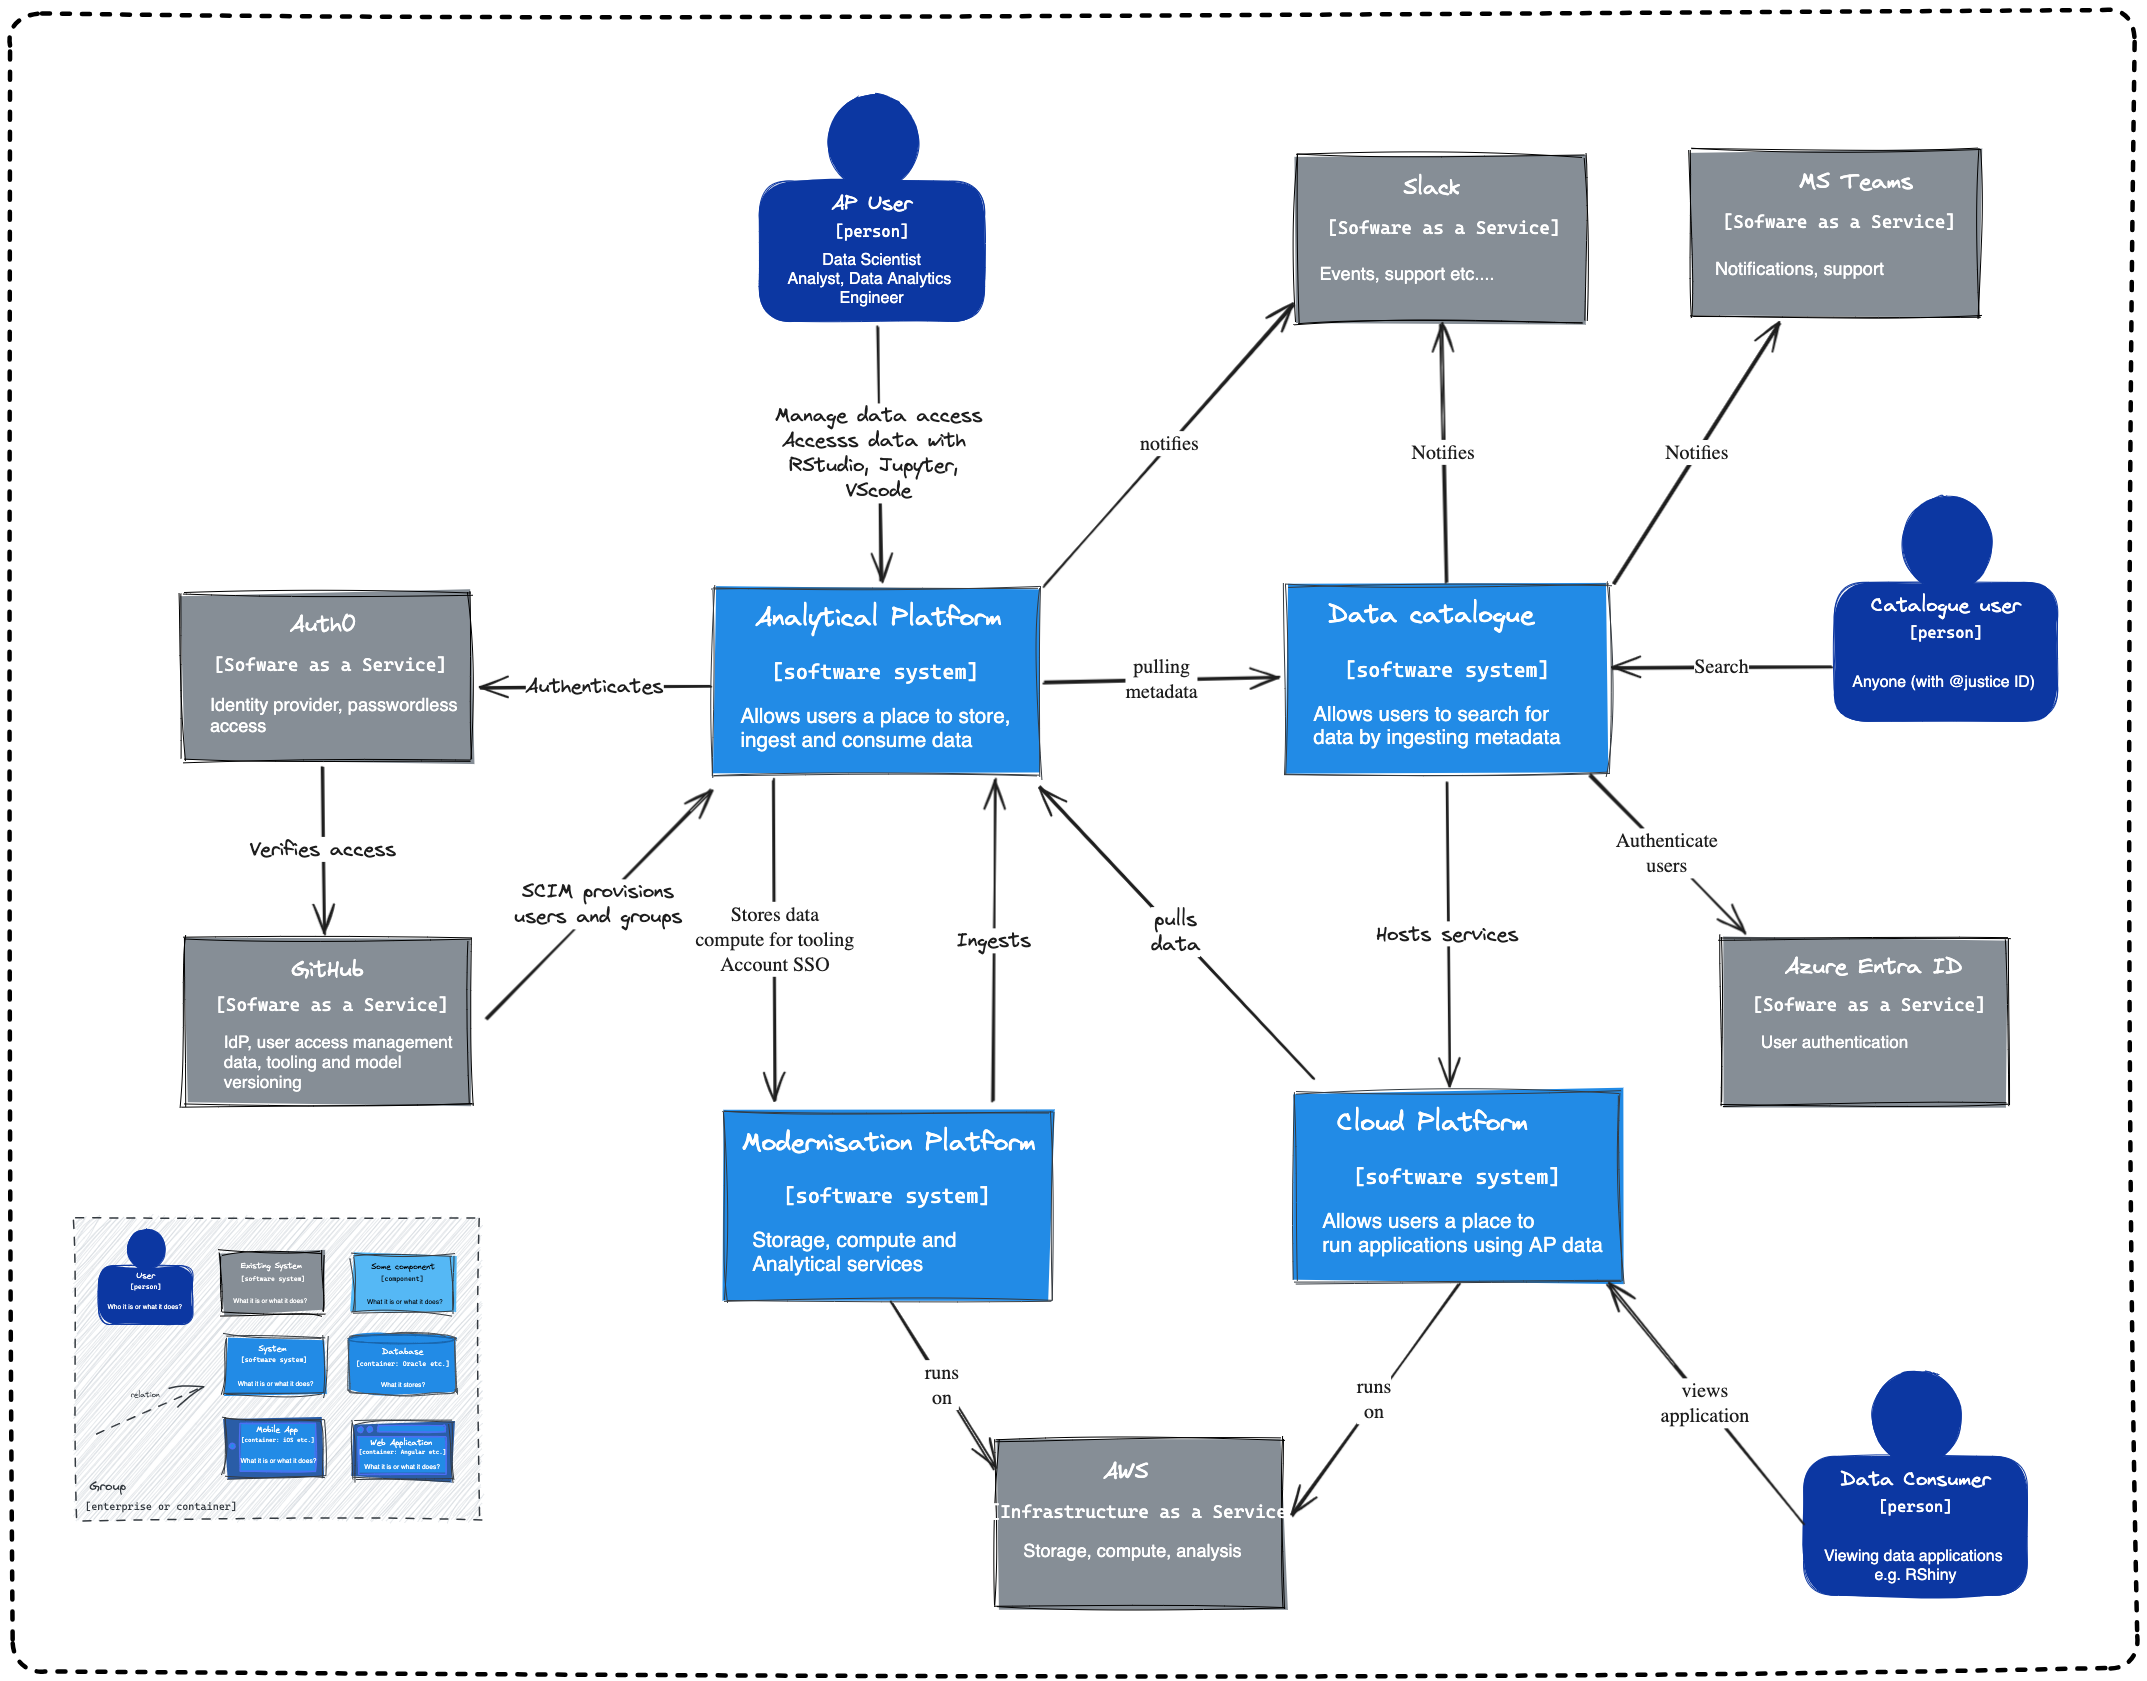 AP User
[person]
Data Scientist
Analyst, Data Analytics
Engineer
Slack
[Sofware as a Service]
Events, support etc....
MS Teams
[Sofware as a Service]
Notifications, support
Manage data access
Accesss data with
RStudio, Jupyter,
VScode
notifies
Notifies
Notifies
Catalogue user
[person]
Anyone (with @justice ID)
Search
Auth0
[Sofware as a Service]
Identity provider, passwordless
access
Authenticates
Analytical Platform
[software system]
Allows users a place to store,
ingest and consume data
pulling
metadata
Data catalogue
[software system]
Allows users to search for
data by ingesting metadata
Verifies access
SCIM provisions
users and groups
Stores data
compute for tooling
Account SSO
Ingests
pulls
data
Hosts services
Authenticate
users
GitHub
[Sofware as a Service]
IdP, user access management
data, tooling and model
versioning
Azure Entra ID
[Sofware as a Service]
User authentication
Modernisation Platform
[software system]
Storage, compute and
Analytical services
Cloud Platform
[software system]
Allows users a place to
run applications using AP data
runs
on
runs
on
views
application
AWS
[Infrastructure as a Service
Storage, compute, analysis
Data Consumer
[person]
Viewing data applications
e.g. RShiny
User
[person]
Who it is or what it does?
Existing System
[software system]
What it is or what it does?
Some component
[component]
What it is or what it does?
System
[software system]
What it is or what it does?
Database
[container: Oracle etc.]
What it stores?
relation
Mobile App
[container: iOS etc.]
What it is or what it does?
Web Application
[container: Angular etc.]
What it is or what it does?
Group
[enterprise or container]